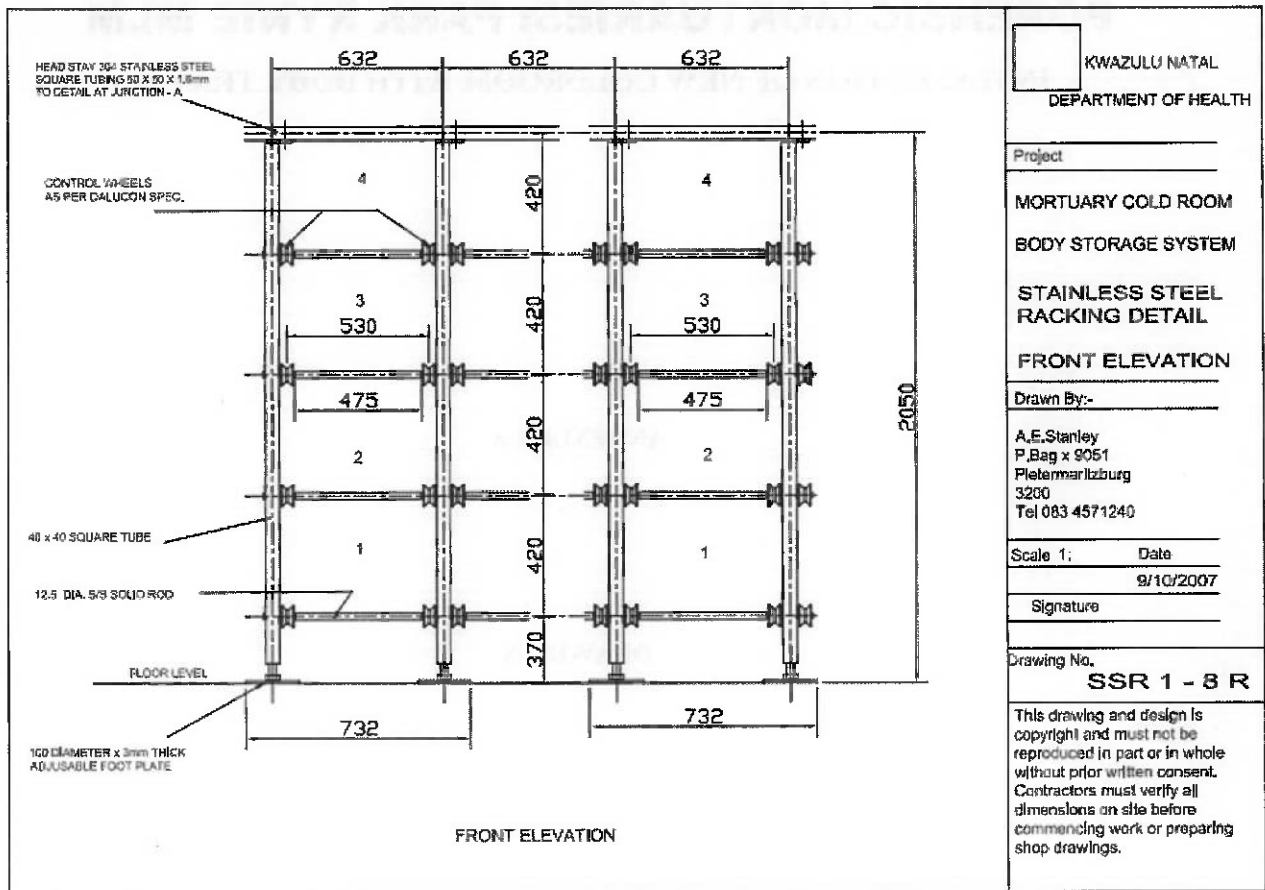 632
632
632
HEAD STAY 304 STAINLESS STEEL
SQUARE TUBING 50 X 50 X 1,6mm
TO DETAIL AT JUNCTION - A
CONTROL WHEELS
AS PER DALUCON SPEC.
4
420
4
3
530
420
3
530
475
475
2050
2
420
2
40 x 40 SQUARE TUBE
1
420
1
12.5 DIA. S/S SOLID ROD
370
FLOOR LEVEL
732
732
100 DIAMETER x 3mm THICK
ADJUSABLE FOOT PLATE
FRONT ELEVATION
KWAZULU NATAL
DEPARTMENT OF HEALTH
Project
MORTUARY COLD ROOM
BODY STORAGE SYSTEM
STAINLESS STEEL
RACKING DETAIL
FRONT ELEVATION
Drawn By:-
A.E.Stanley
P.Bag x 9051
Pietermaritzburg
3200
Tel 083 4571240
Scale 1: Date
9/10/2007
Signature
Drawing No.
SSR 1 - 8 R
This drawing and design is
copyright and must not be
reproduced in part or in whole
without prior written consent.
Contractors must verify all
dimensions on site before
commencing work or preparing
shop drawings.